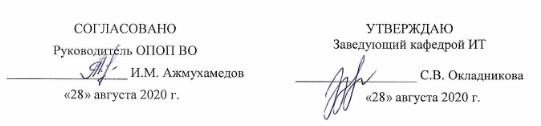 СОГЛАСОВАНО
Руководитель ОПОП ВО
И.М. Ажмухамедов
«28» августа 2020 г.
УТВЕРЖДАЮ
Заведующий кафедрой ИТ
С.В. Окладникова
«28» августа 2020 г.